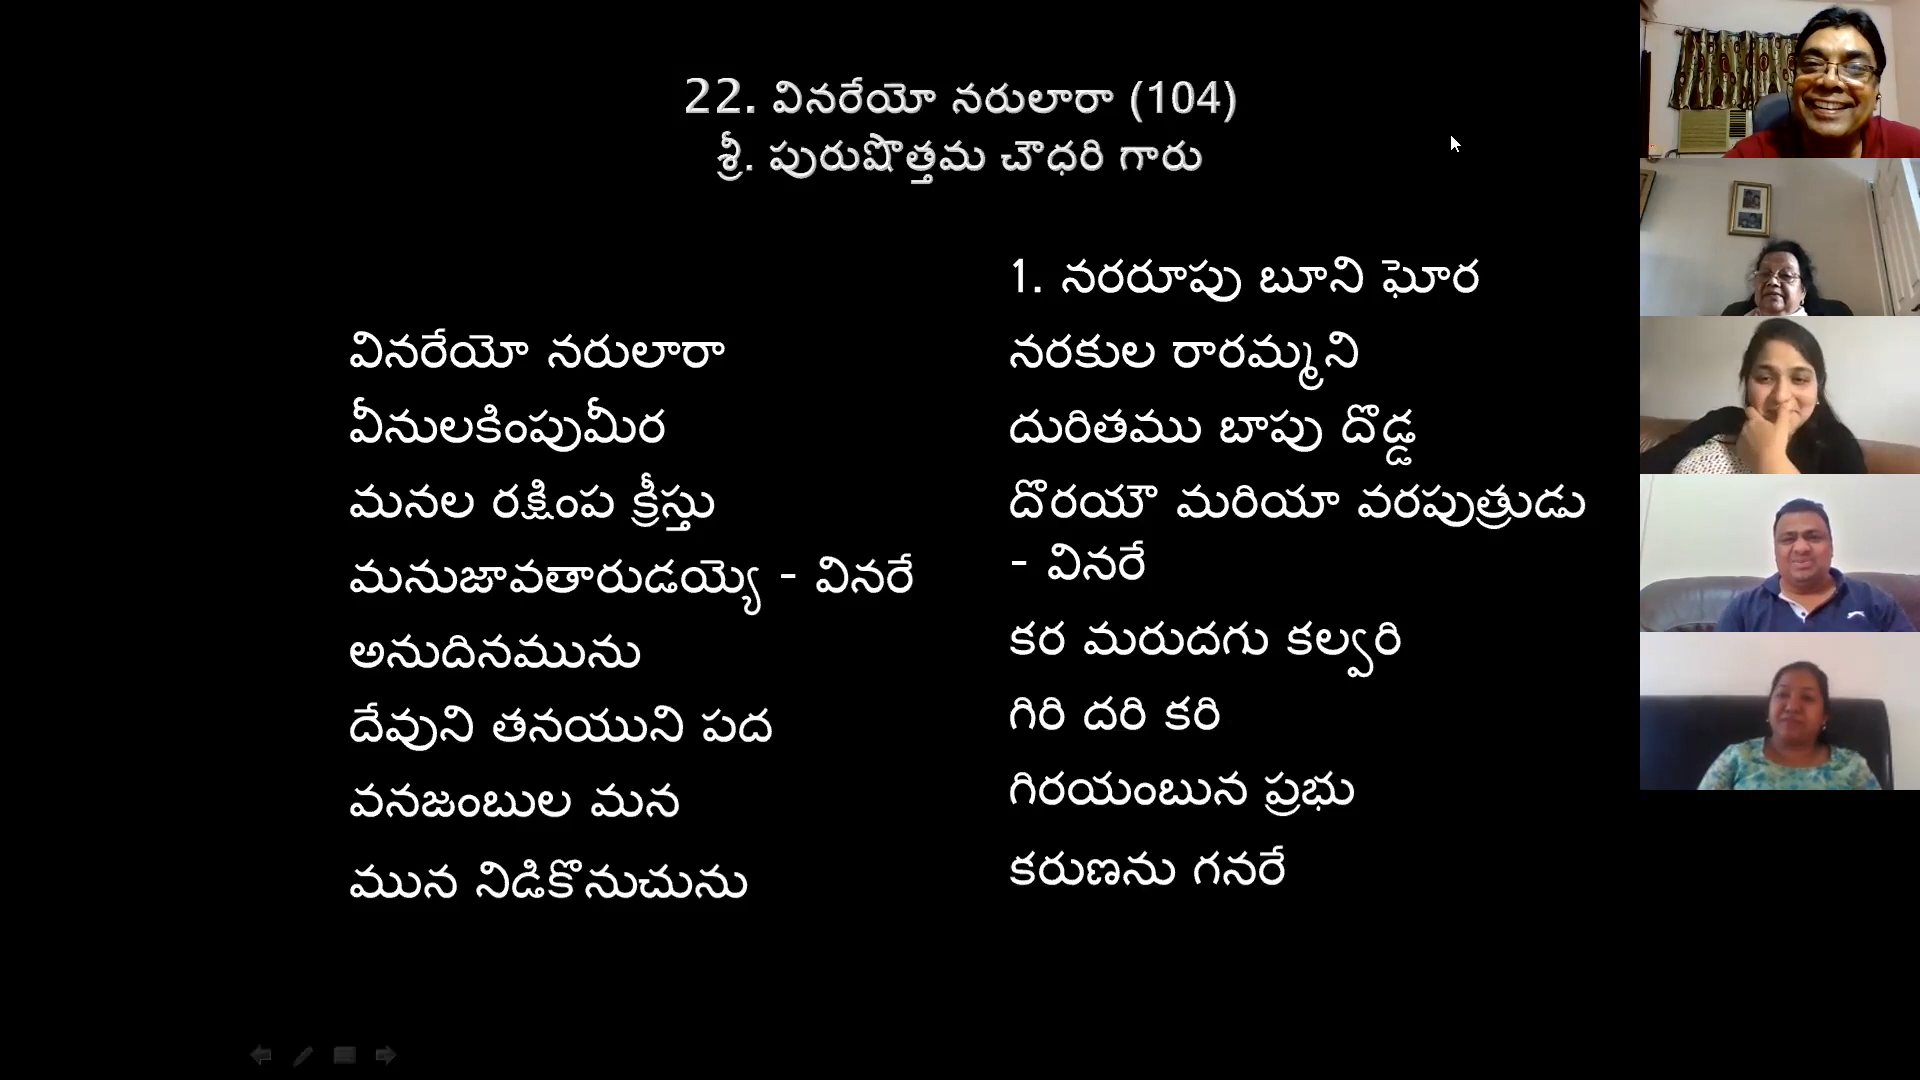 22. వినరేయో నరులారా (104)
శ్రీ. పురుషొత్తమ చౌధరి గారు
వినరేయో నరులారా
వీనులకింపుమీర
మనల రక్షింప క్రీస్తు
మనుజావతారుడయ్యె - వినరే
అనుదినమును
దేవుని తనయుని పద
వనజంబుల మన
మున నిడికొనుచును
1. నరరూపు బూని ఘోర
నరకుల రారమ్మని
దురితము బాపు దొడ్డ
దొరయౌ మరియా వరపుత్రుడు
- వినరే
కర మరుదగు కల్వరి
గిరి దరి కరి
గిరయంబున ప్రభు
కరుణను గనరే